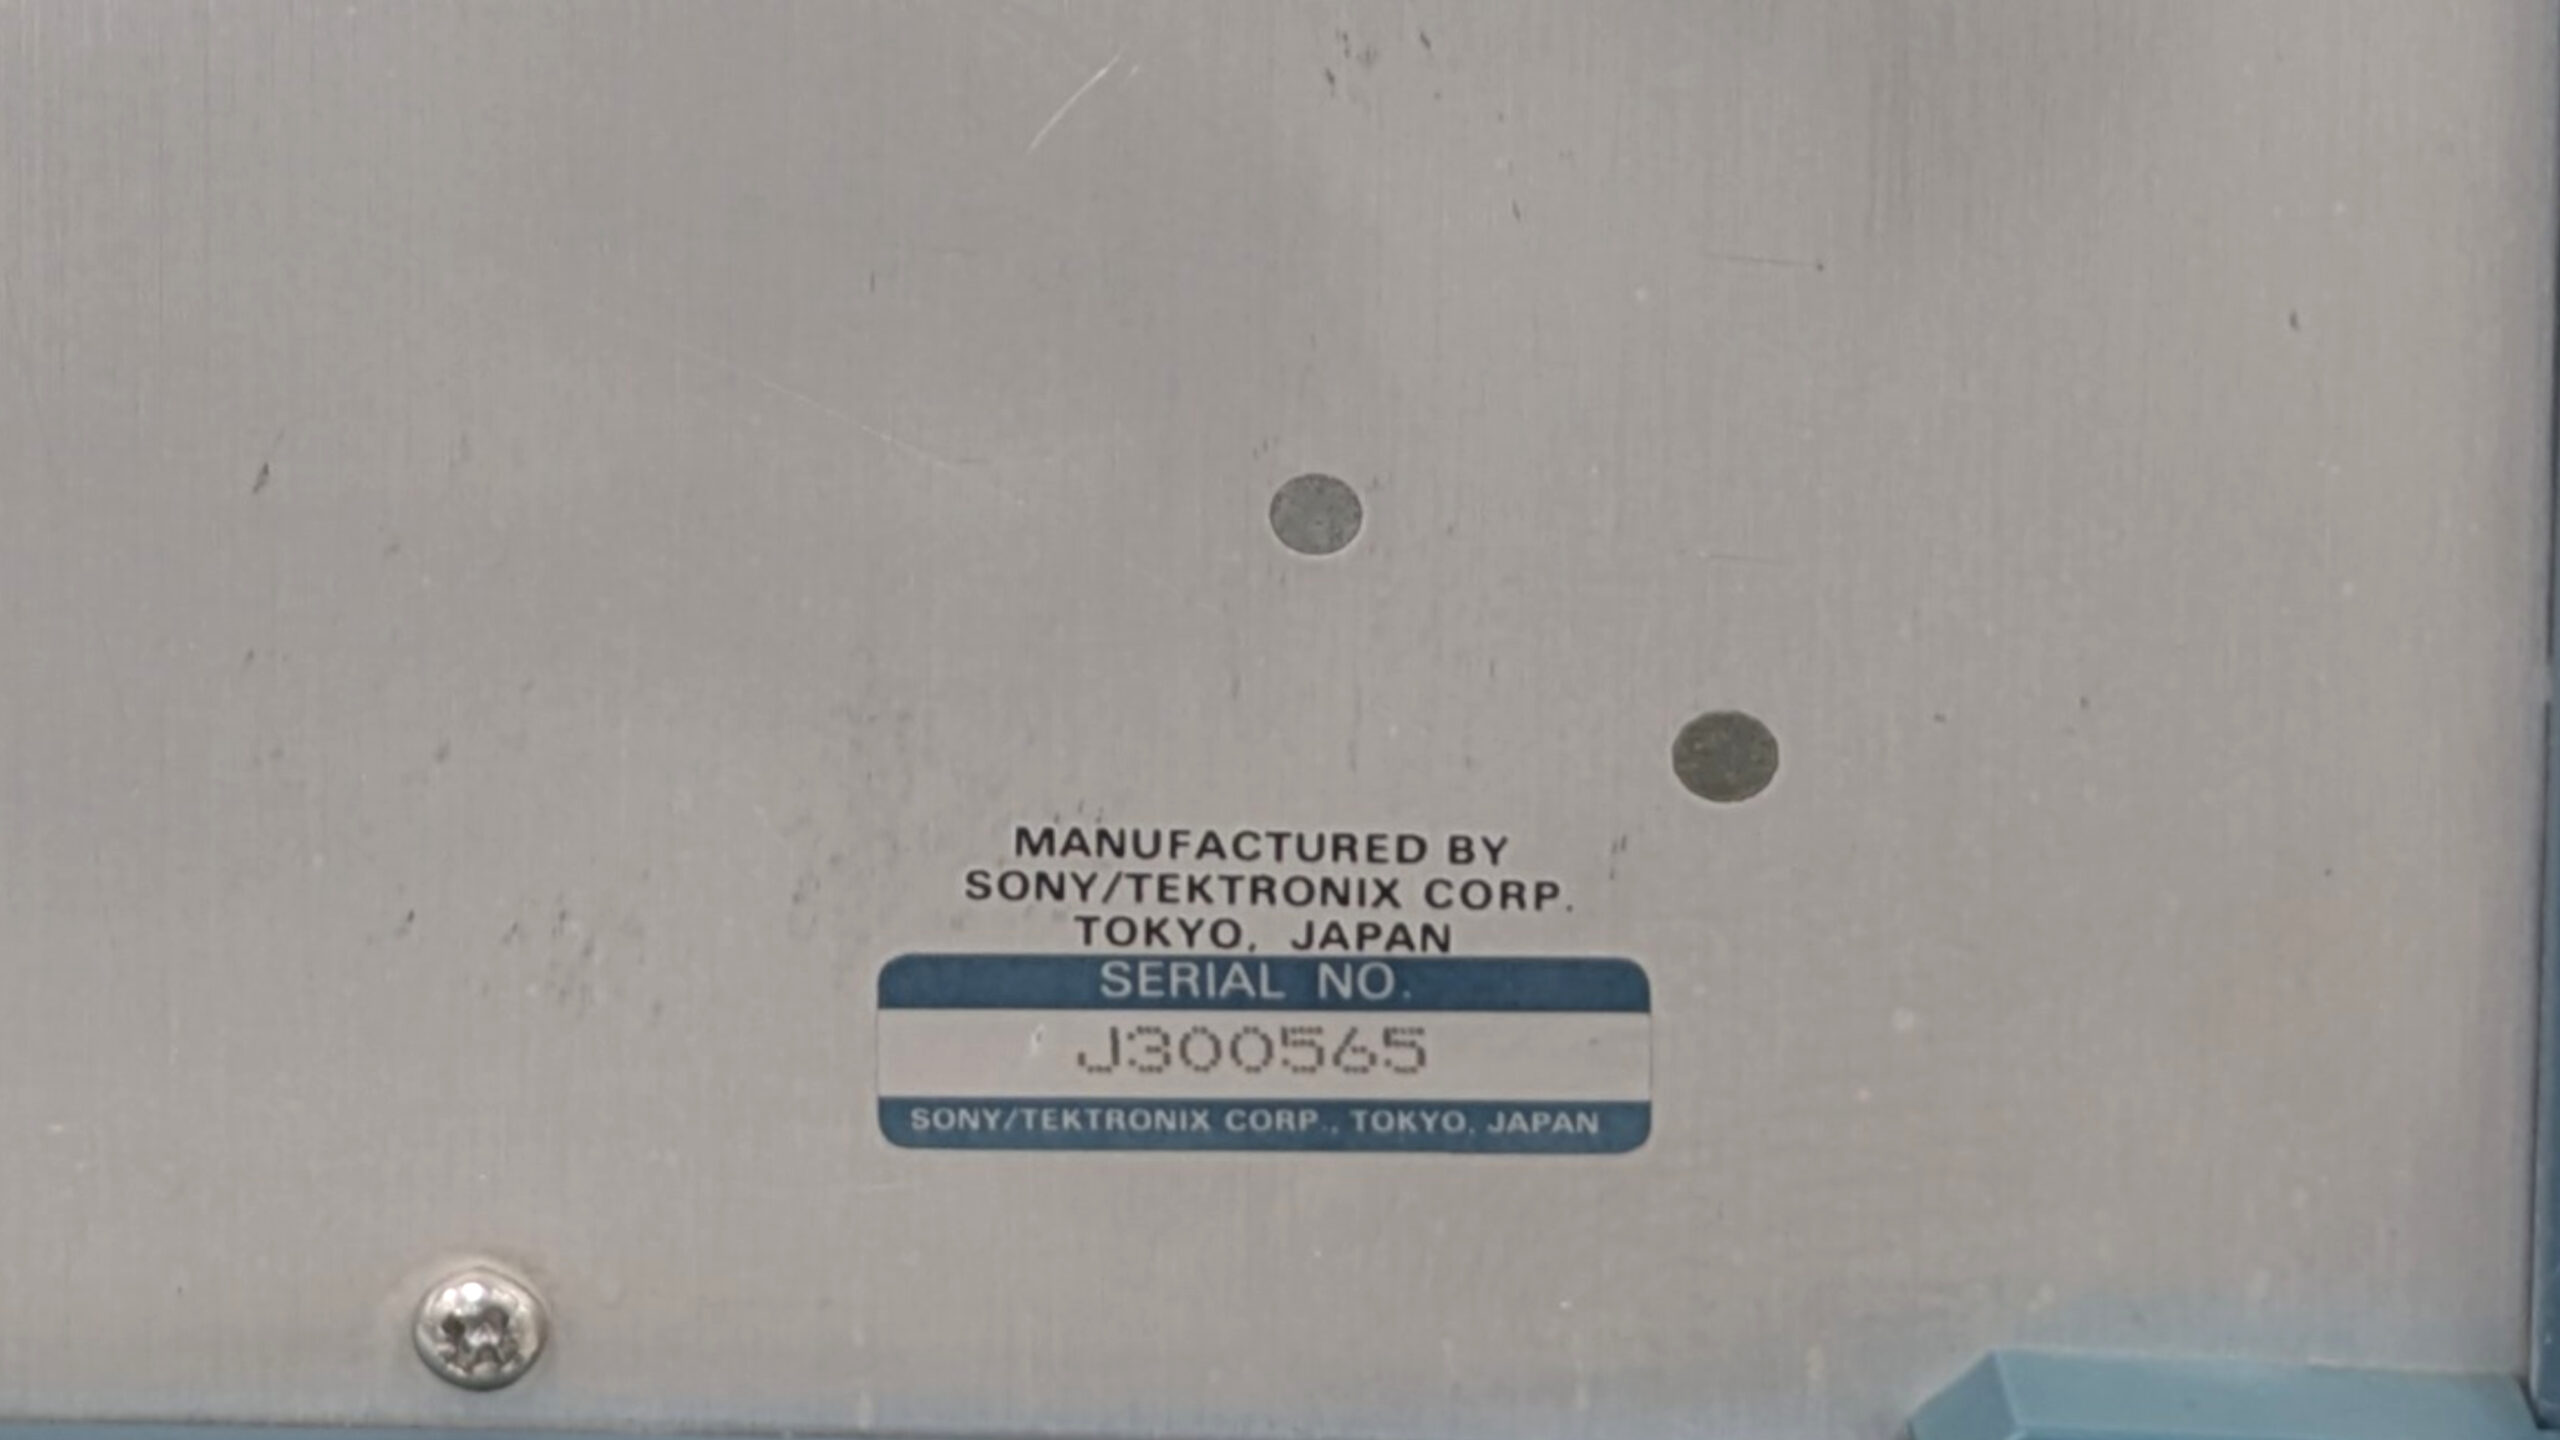 MANUFACTURED BY
SONY/TEKTRONIX CORP.
TOKYO, JAPAN
SERIAL NO.
J300565
SONY/TEKTRONIX CORP., TOKYO, JAPAN